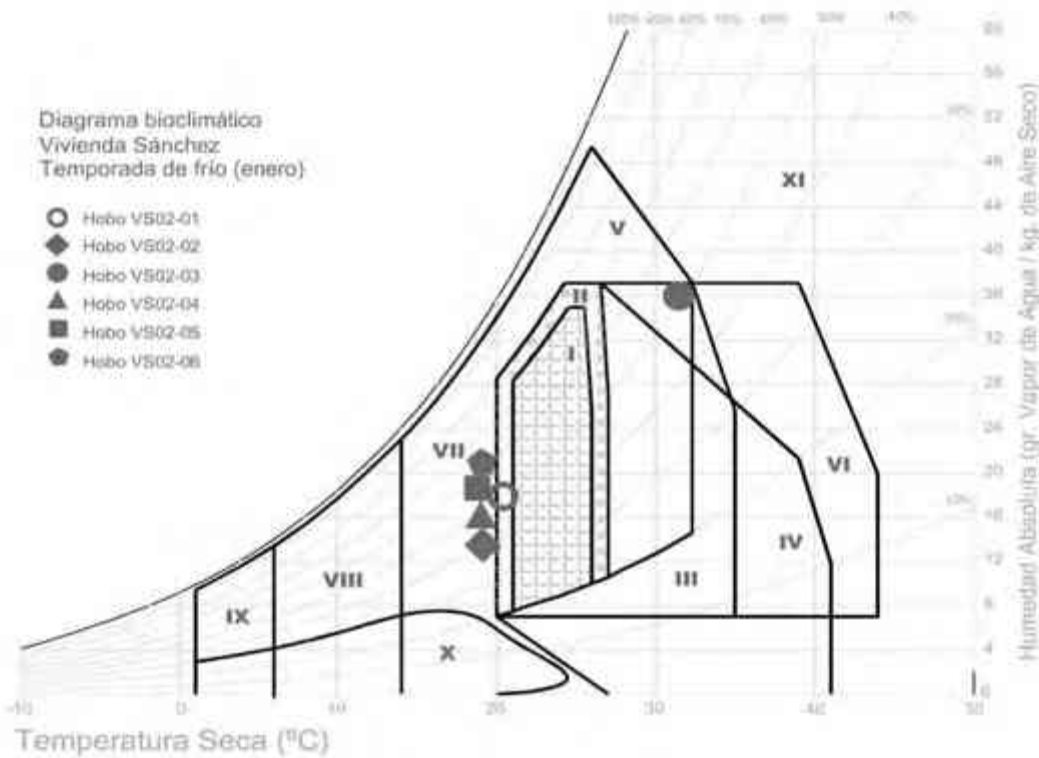 Diagrama bioclimático
Vivienda Sánchez
Temporada de frío (enero)
Hobo VS02-01
Hobo VS02-02
Hobo VS02-03
Hobo VS02-04
Hobo VS02-05
Hobo VS02-06
XI
V
II
I
VII
VI
IV
VIII
III
IX
X
52
48
44
40
36
32
28
20
16
12
8
4
0
-10
0
10
20
30
40
50
Temperatura Seca (ºC)
Humedad Absoluta (gr. Vapor de Agua / kg. de Aire Seco)